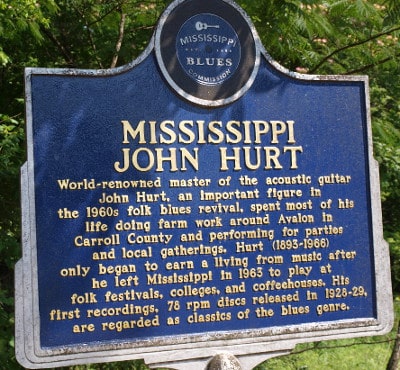 MISSISSIPPI
BLUES
COMMISSION
MISSISSIPPI
JOHN HURT
World-renowned master of the acoustic guitar
John Hurt, an important figure in
the 1960s folk blues revival, spent most of his
life doing farm work around Avalon in
Carroll County and performing for parties
and local gatherings. Hurt (1893-1966)
only began to earn a living from music after
he left Mississippi in 1963 to play at
folk festivals, colleges, and coffeehouses. His
first recordings, 78 rpm discs released in 1928-29,
are regarded as classics of the blues genre.